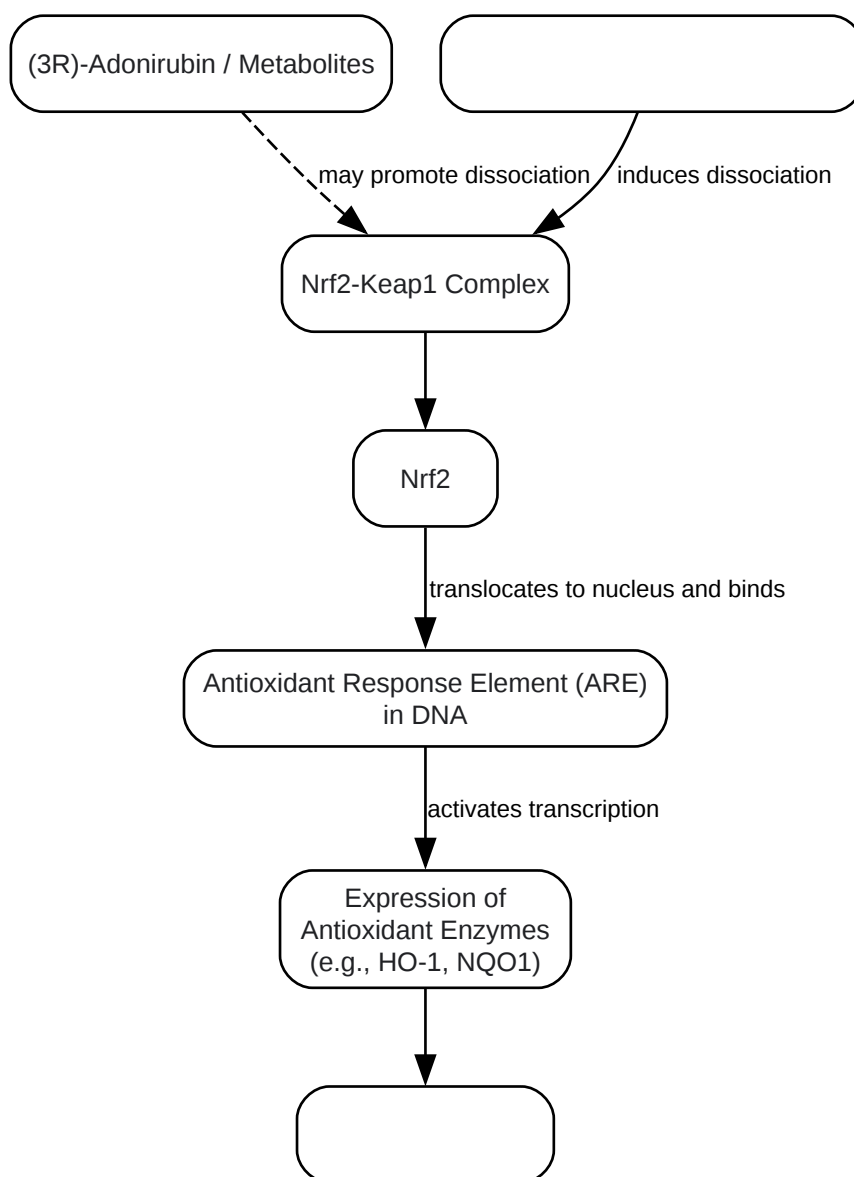 (3R)-Adonirubin / Metabolites
may promote dissociation
induces dissociation
Nrf2-Keap1 Complex
Nrf2
translocates to nucleus and binds
Antioxidant Response Element (ARE)
in DNA
activates transcription
Expression of
Antioxidant Enzymes
(e.g., HO-1, NQO1)